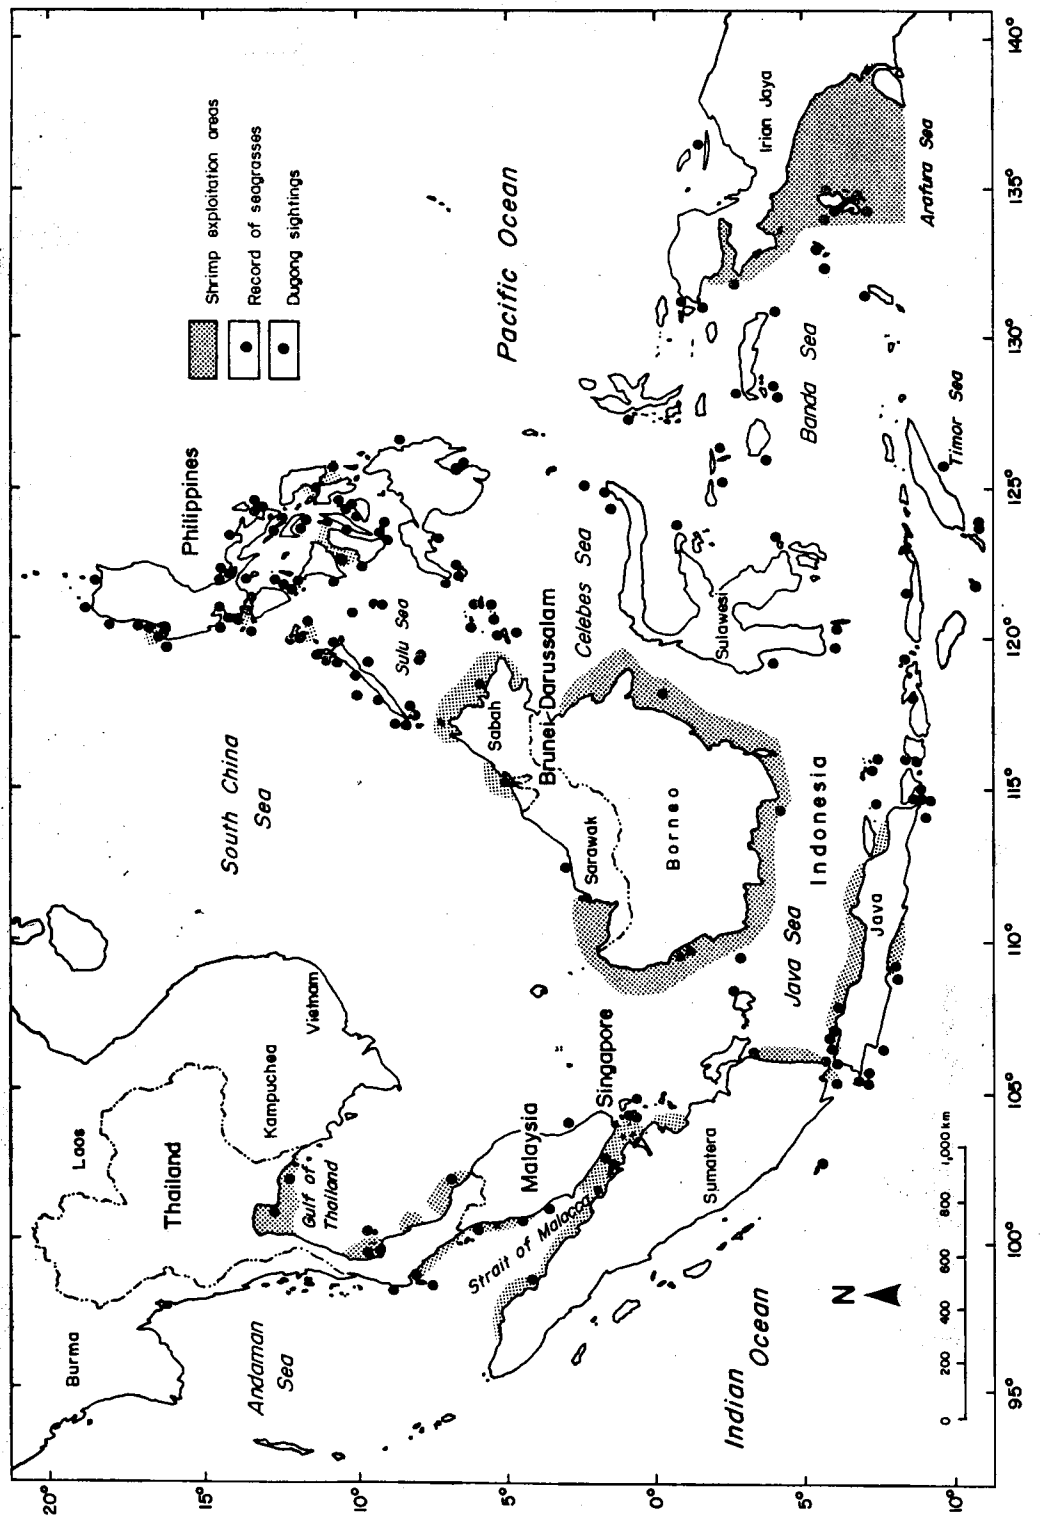 Shrimp exploitation areas
Record of seagrasses
Dugong sightings
Burma
Laos
Thailand
Kampuchea
Vietnam
Gulf of
Thailand
Andaman
Sea
South China
Sea
Philippines
Pacific Ocean
Sulu Sea
Malaysia
Strait of Malacca
Singapore
Sabah
Brunei Darussalam
Sarawak
Borneo
Celebes Sea
Sulawesi
Sumatera
Indian
Ocean
Java Sea
Indonesia
Java
Banda Sea
Timor Sea
Irian Jaya
Arafura Sea
N
0 200 400 600 800 1,000 km
20°
15°
10°
5°
0°
5°
10°
95° 100° 105° 110° 115° 120° 125° 130° 135° 140°